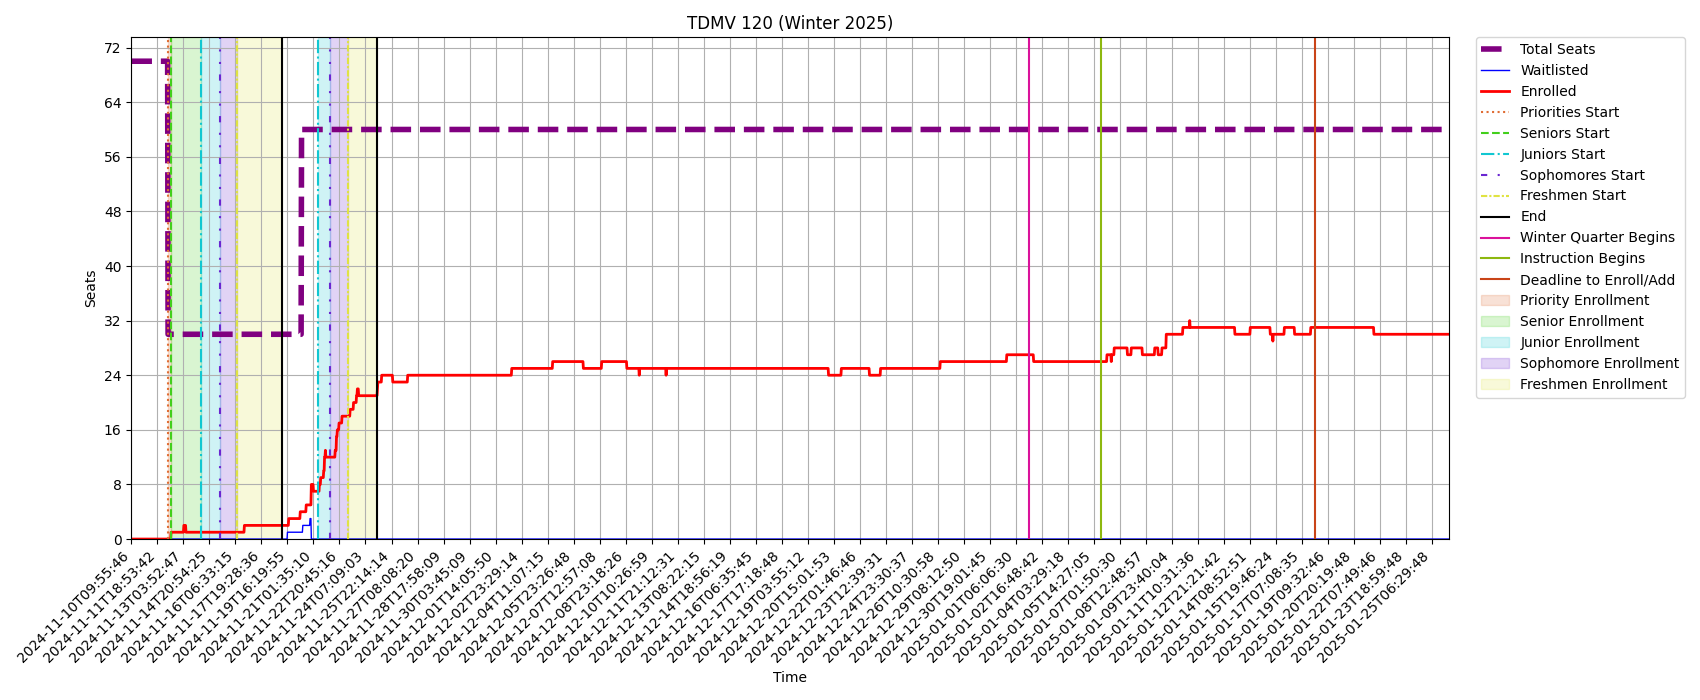 TDMV 120 (Winter 2025)
72
64
56
48
40
32
24
16
8
0
Seats
2024-11-10T09:55:46
2024-11-11T18:53:42
2024-11-13T03:52:47
2024-11-14T20:54:25
2024-11-16T06:33:15
2024-11-17T19:28:36
2024-11-19T16:19:55
2024-11-21T01:35:10
2024-11-22T20:45:16
2024-11-24T07:09:03
2024-11-25T22:14:14
2024-11-27T08:08:20
2024-11-28T17:58:09
2024-11-30T03:45:09
2024-12-01T14:05:50
2024-12-02T23:29:14
2024-12-04T11:07:15
2024-12-05T23:26:48
2024-12-07T12:57:08
2024-12-08T23:18:26
2024-12-10T10:26:59
2024-12-11T21:12:31
2024-12-13T08:22:15
2024-12-14T18:56:19
2024-12-16T06:35:45
2024-12-17T17:18:48
2024-12-19T03:55:12
2024-12-20T15:01:53
2024-12-22T01:46:46
2024-12-23T12:39:31
2024-12-24T23:30:37
2024-12-26T10:30:58
2024-12-29T08:12:50
2024-12-30T19:01:45
2025-01-01T06:06:30
2025-01-02T16:48:42
2025-01-04T03:29:18
2025-01-05T14:27:05
2025-01-07T01:50:30
2025-01-08T12:48:57
2025-01-09T23:40:04
2025-01-11T10:31:36
2025-01-12T21:21:42
2025-01-14T08:52:51
2025-01-15T19:46:24
2025-01-17T07:08:35
2025-01-19T09:32:46
2025-01-20T20:19:48
2025-01-22T07:49:46
2025-01-23T18:59:48
2025-01-25T06:29:48
Time
Total Seats
Waitlisted
Enrolled
Priorities Start
Seniors Start
Juniors Start
Sophomores Start
Freshmen Start
End
Winter Quarter Begins
Instruction Begins
Deadline to Enroll/Add
Priority Enrollment
Senior Enrollment
Junior Enrollment
Sophomore Enrollment
Freshmen Enrollment